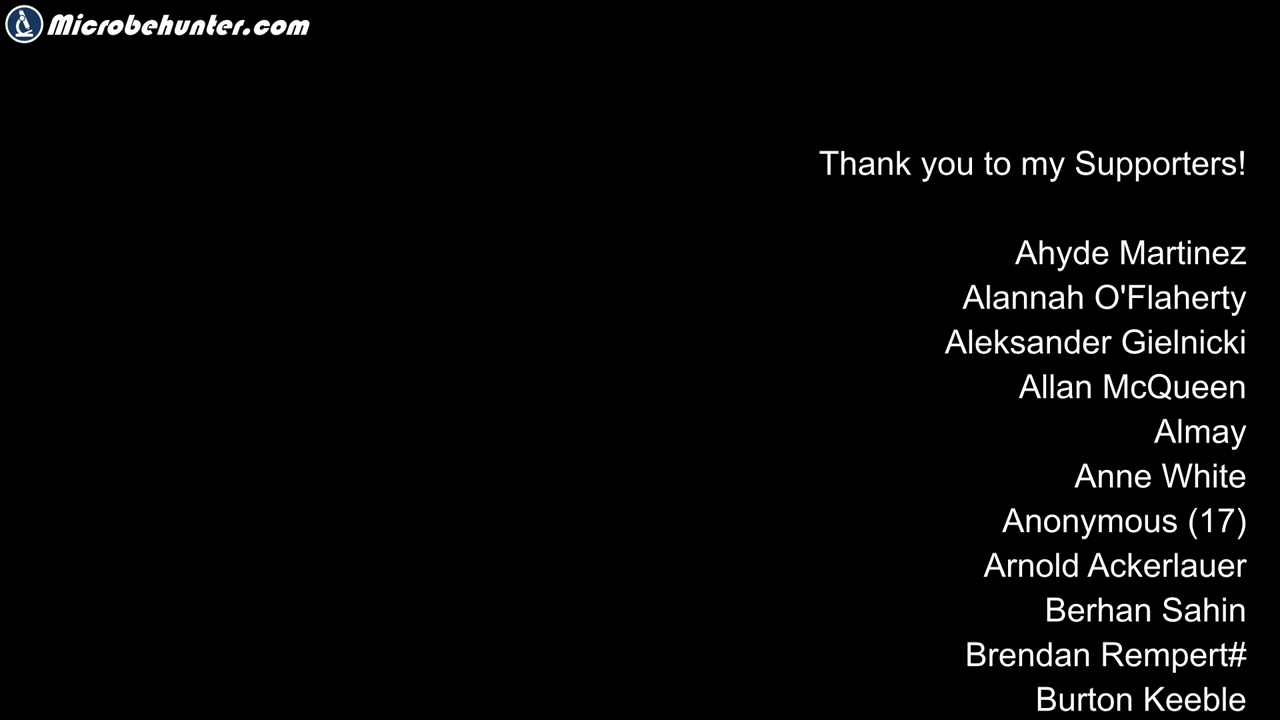 Microbehunter.com
Thank you to my Supporters!
Ahyde Martinez
Alannah O'Flaherty
Aleksander Gielnicki
Allan McQueen
Almay
Anne White
Anonymous (17)
Arnold Ackerlauer
Berhan Sahin
Brendan Rempert#
Burton Keeble